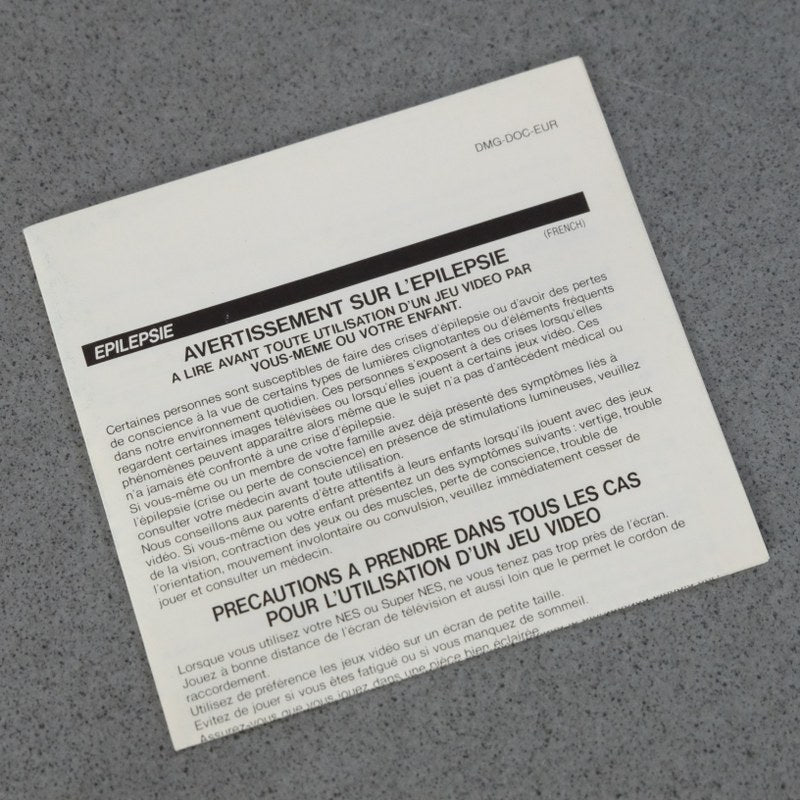 DMG-DOC-EUR
EPILEPSIE
(FRENCH)
AVERTISSEMENT SUR L'EPILEPSIE
A LIRE AVANT TOUTE UTILISATION D'UN JEU VIDEO PAR
VOUS-MEME OU VOTRE ENFANT.
Certaines personnes sont susceptibles de faire des crises d'épilepsie ou d'avoir des pertes
de conscience à la vue de certains types de lumières clignotantes ou d'éléments fréquents
dans notre environnement quotidien. Ces personnes s'exposent à des crises lorsqu'elles
regardent certaines images télévisées ou lorsqu'elles jouent à certains jeux vidéo. Ces
phénomènes peuvent apparaître alors même que le sujet n'a pas d'antécédent médical ou
n'a jamais été confronté à une crise d'épilepsie.
Si vous-même ou un membre de votre famille avez déjà présenté des symptômes liés à
l'épilepsie (crise ou perte de conscience) en présence de stimulations lumineuses, veuillez
consulter votre médecin avant toute utilisation.
Nous conseillons aux parents d'être attentifs à leurs enfants lorsqu'ils jouent avec des jeux
vidéo. Si vous-même ou votre enfant présentez un des symptômes suivants : vertige, trouble
de la vision, contraction des yeux ou des muscles, perte de conscience, trouble de
l'orientation, mouvement involontaire ou convulsion, veuillez immédiatement cesser de
jouer et consulter un médecin.
PRECAUTIONS A PRENDRE DANS TOUS LES CAS
POUR L'UTILISATION D'UN JEU VIDEO
Lorsque vous utilisez votre NES ou Super NES, ne vous tenez pas trop près de l'écran.
Jouez à bonne distance de l'écran de télévision et aussi loin que le permet le cordon de
raccordement.
Utilisez de préférence les jeux vidéo sur un écran de petite taille.
Evitez de jouer si vous êtes fatigué ou si vous manquez de sommeil.
Assurez-vous que vous jouez dans une pièce bien éclairée.